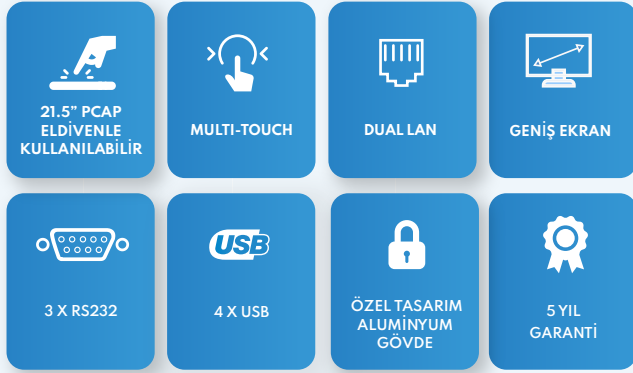 21.5” PCAP
ELDİVENLE
KULLANILABİLİR
MULTI-TOUCH
DUAL LAN
GENİŞ EKRAN
3 X RS232
USB
4 X USB
ÖZEL TASARIM
ALUMİNYUM
GÖVDE
5 YIL
GARANTİ